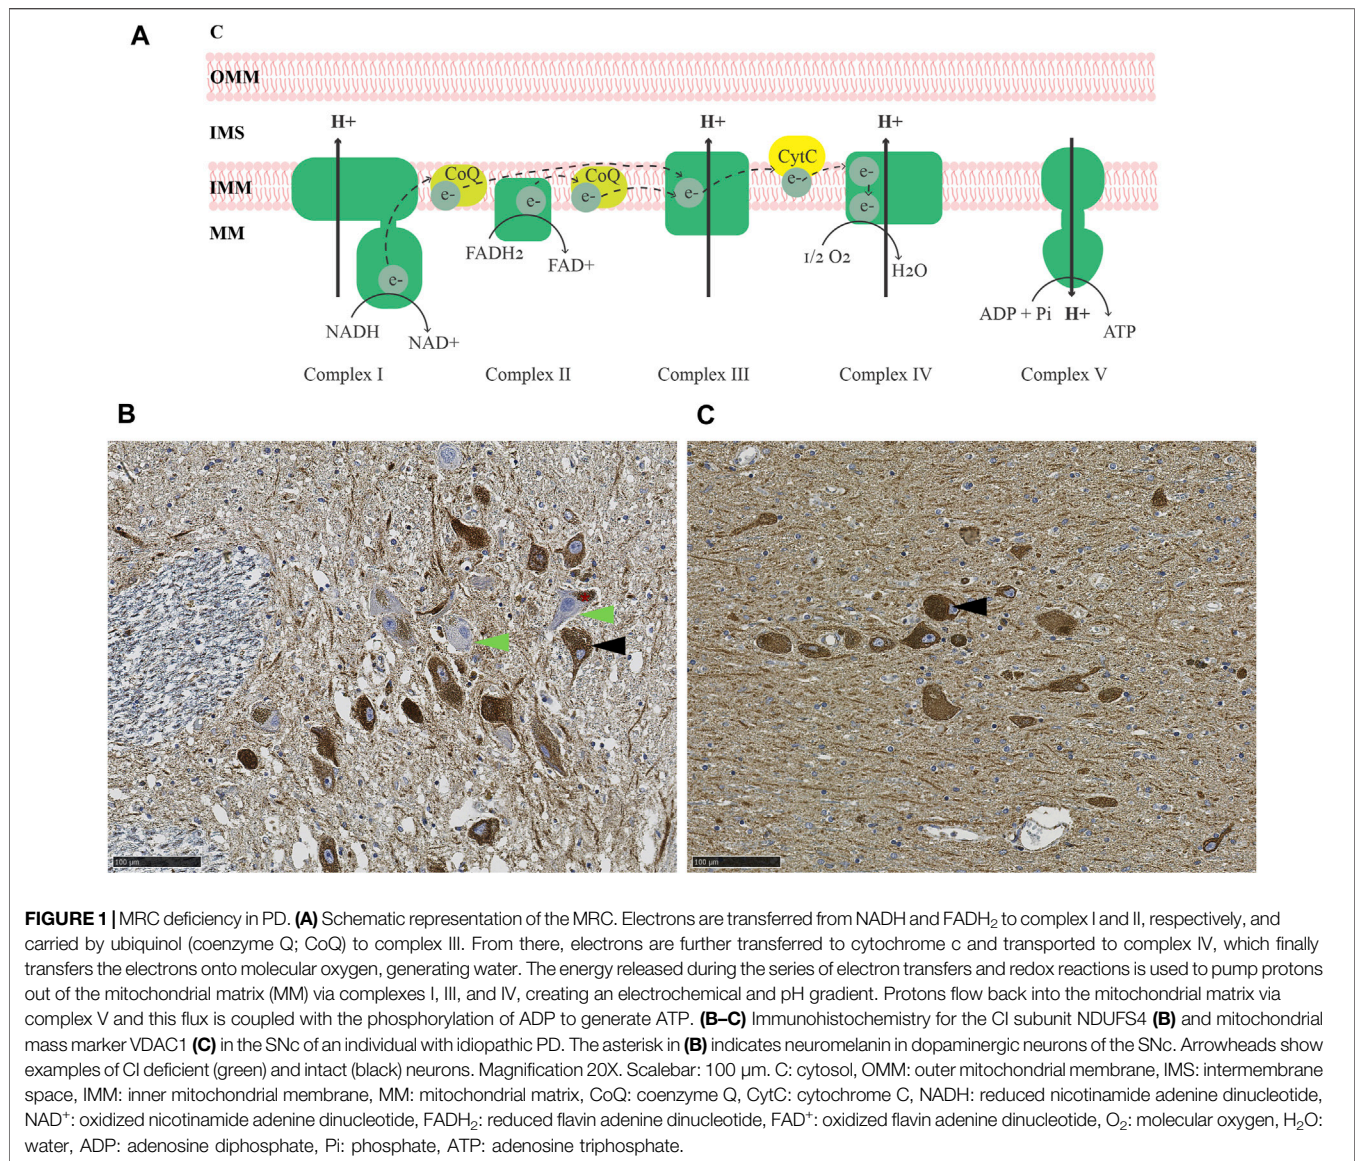 A
C
OMM
IMS
IMM
MM
H+
H+
H+
CoQ
CoQ
CytC
e-
e-
e-
e-
e-
e-
e-
e-
FADH2
FAD+
1/2 O2
H2O
NADH
NAD+
ADP + Pi
H+
ATP
Complex I
Complex II
Complex III
Complex IV
Complex V
B
C
*
100 µm
100 µm
FIGURE 1 | MRC deficiency in PD. (A) Schematic representation of the MRC. Electrons are transferred from NADH and FADH₂ to complex I and II, respectively, and
carried by ubiquinol (coenzyme Q; CoQ) to complex III. From there, electrons are further transferred to cytochrome c and transported to complex IV, which finally
transfers the electrons onto molecular oxygen, generating water. The energy released during the series of electron transfers and redox reactions is used to pump protons
out of the mitochondrial matrix (MM) via complexes I, III, and IV, creating an electrochemical and pH gradient. Protons flow back into the mitochondrial matrix via
complex V and this flux is coupled with the phosphorylation of ADP to generate ATP. (B–C) Immunohistochemistry for the CI subunit NDUFS4 (B) and mitochondrial
mass marker VDAC1 (C) in the SNc of an individual with idiopathic PD. The asterisk in (B) indicates neuromelanin in dopaminergic neurons of the SNc. Arrowheads show
examples of CI deficient (green) and intact (black) neurons. Magnification 20X. Scalebar: 100 µm. C: cytosol, OMM: outer mitochondrial membrane, IMS: intermembrane
space, IMM: inner mitochondrial membrane, MM: mitochondrial matrix, CoQ: coenzyme Q, CytC: cytochrome C, NADH: reduced nicotinamide adenine dinucleotide,
NAD⁺: oxidized nicotinamide adenine dinucleotide, FADH₂: reduced flavin adenine dinucleotide, FAD⁺: oxidized flavin adenine dinucleotide, O₂: molecular oxygen, H₂O:
water, ADP: adenosine diphosphate, Pi: phosphate, ATP: adenosine triphosphate.